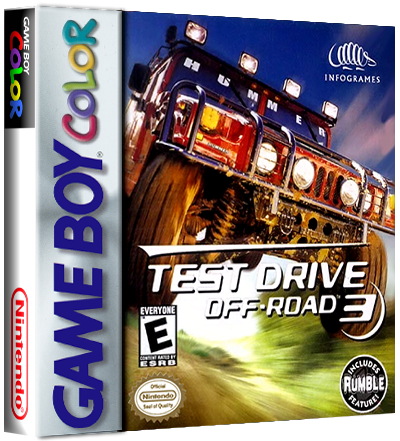 GAME BOY
COLOR
Nintendo
GAME BOY COLOR
HUMMER
INFOGRAMES
TEST DRIVE
OFF-ROAD™ 3
EVERYONE
E
CONTENT RATED BY
ESRB
Official
Nintendo
Seal of Quality
INCLUDES
RUMBLE
FEATURE!